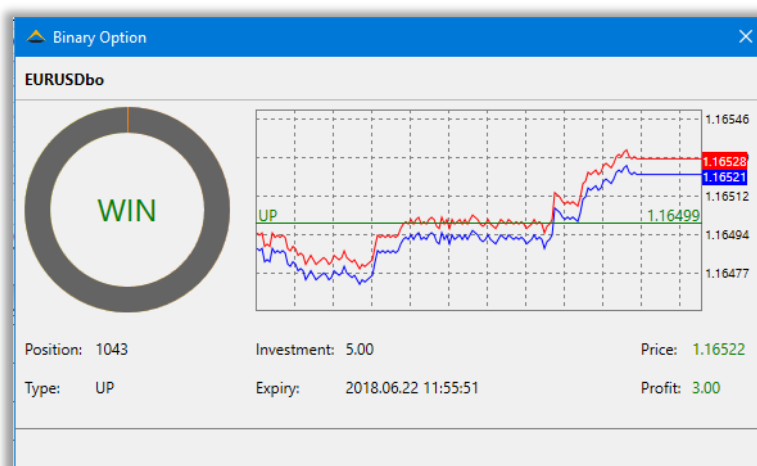 Binary Option
EURUSDbo
WIN
UP
1.16499
1.16546
1.16528
1.16521
1.16512
1.16494
1.16477
Position: 1043 Investment: 5.00 Price: 1.16522
Type: UP Expiry: 2018.06.22 11:55:51 Profit: 3.00